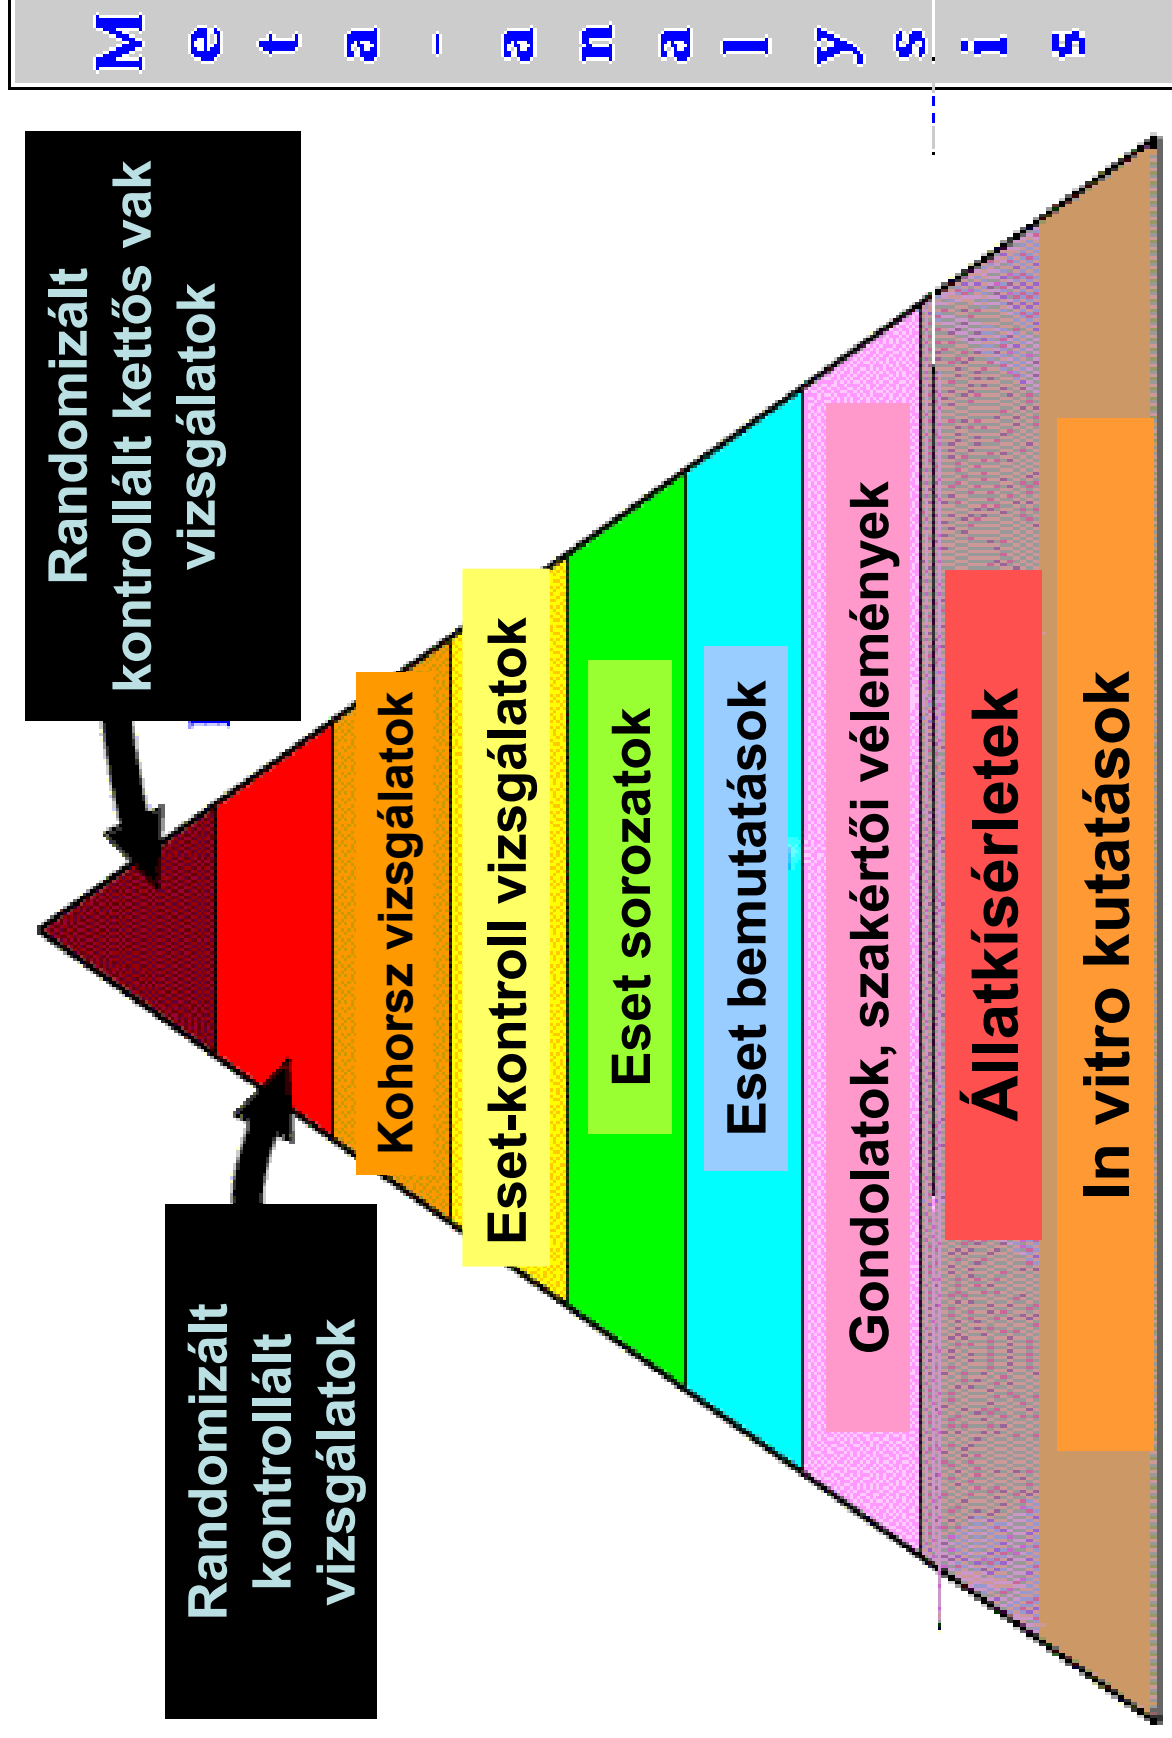 Meta-analysis
Randomizált
kontrollált kettős vak
vizsgálatok
Randomizált
kontrollált
vizsgálatok
Kohorsz vizsgálatok
Eset-kontroll vizsgálatok
Eset sorozatok
Eset bemutatások
Gondolatok, szakértői vélemények
Állatkísérletek
In vitro kutatások